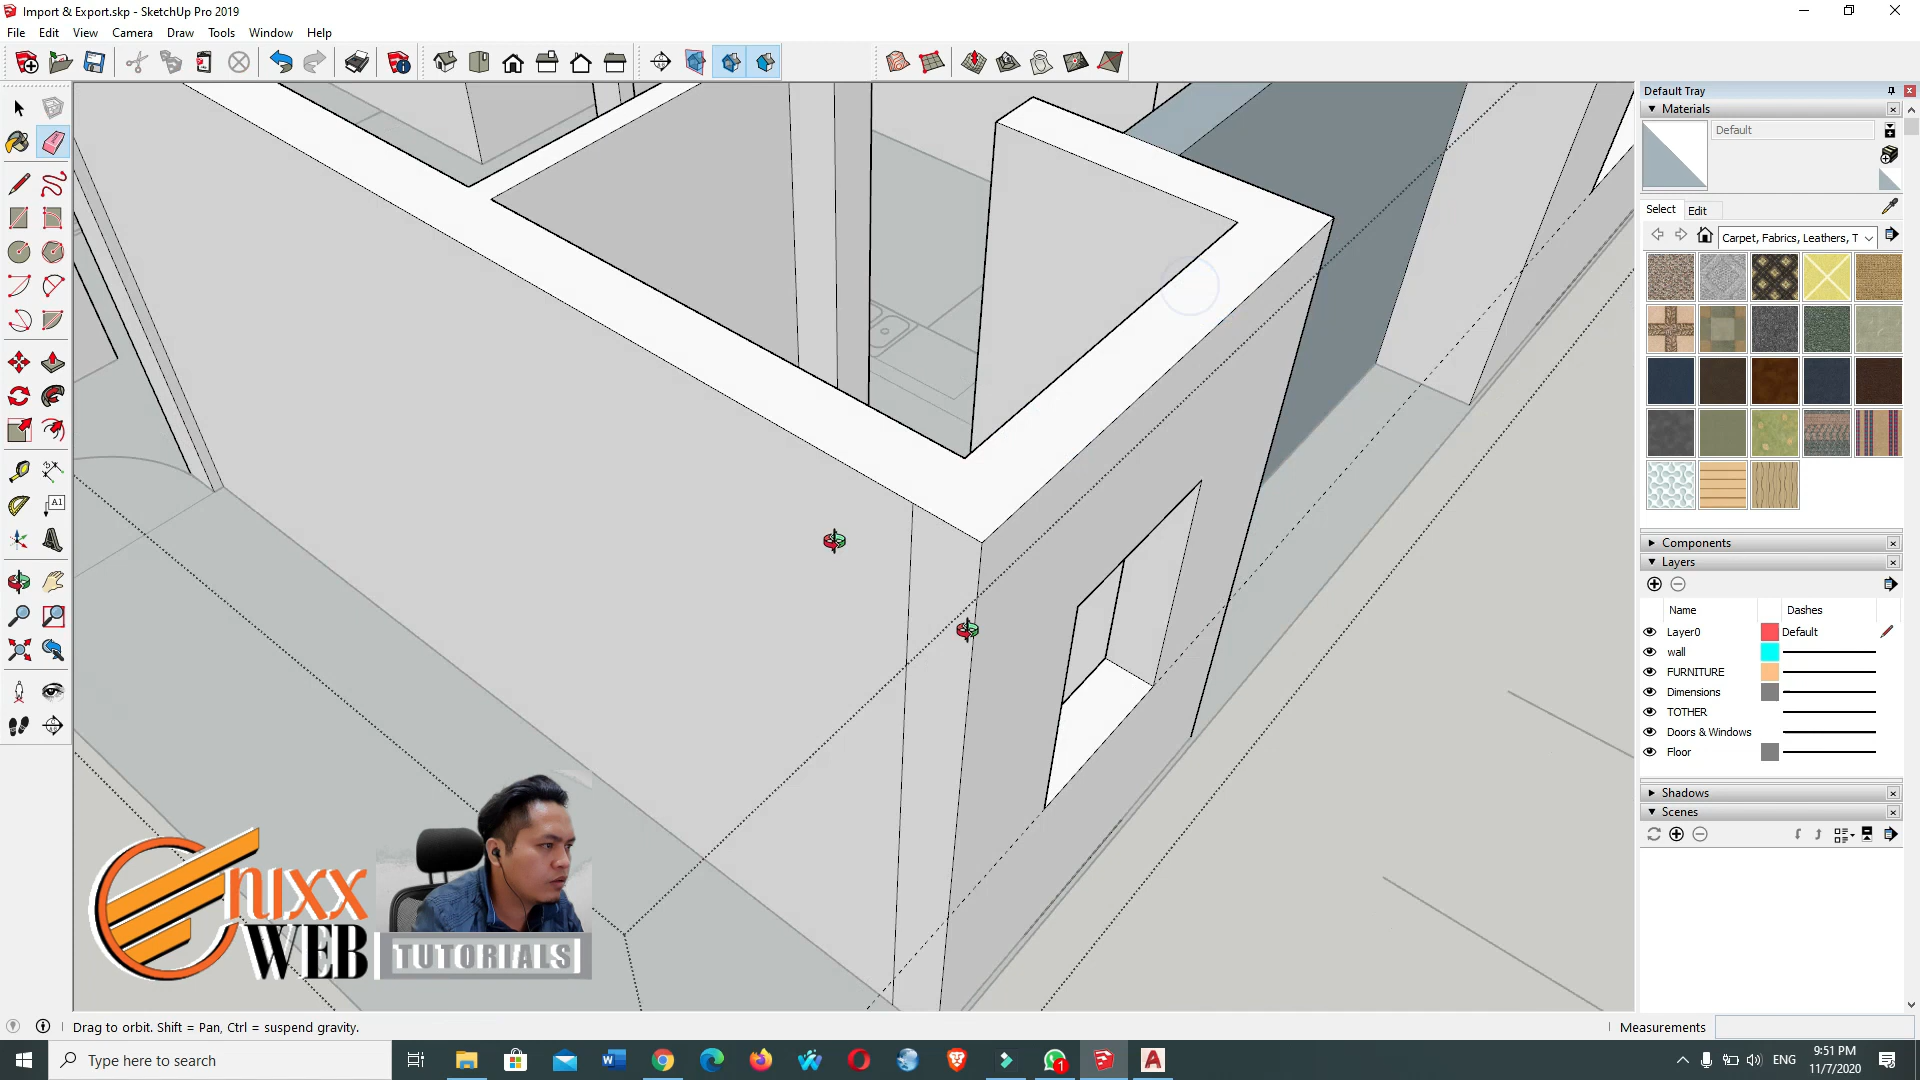 Import & Export.skp - SketchUp Pro 2019
File Edit View Camera Draw Tools Window Help
Default Tray
Materials
Default
Select Edit
Carpet, Fabrics, Leathers, T
Components
Layers
Name Dashes
Layer0 Default
wall
FURNITURE
Dimensions
TOTHER
Doors & Windows
Floor
Shadows
Scenes
NIXX
WEB
TUTORIALS
Drag to orbit. Shift = Pan, Ctrl = suspend gravity.
Measurements
Type here to search
ENG
9:51 PM
11/7/2020